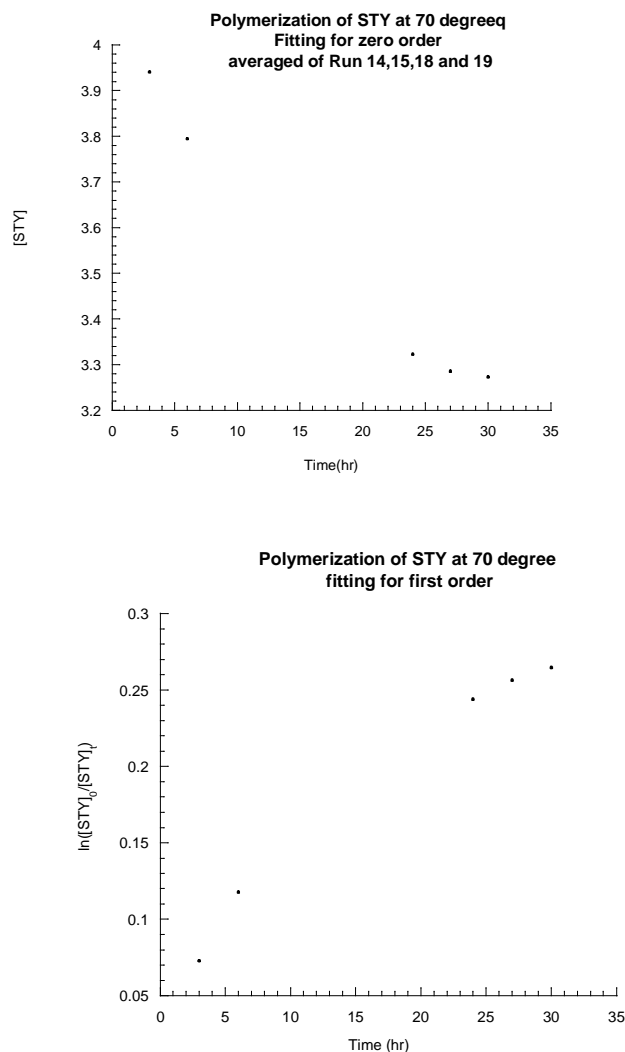 Polymerization of STY at 70 degreeq
Fitting for zero order
averaged of Run 14,15,18 and 19
4
3.9
3.8
3.7
3.6
3.5
3.4
3.3
3.2
[STY]
0 5 10 15 20 25 30 35
Time(hr)
Polymerization of STY at 70 degree
fitting for first order
0.3
0.25
0.2
0.15
0.1
0.05
ln([STY]0/[STY]t)
0 5 10 15 20 25 30 35
Time (hr)